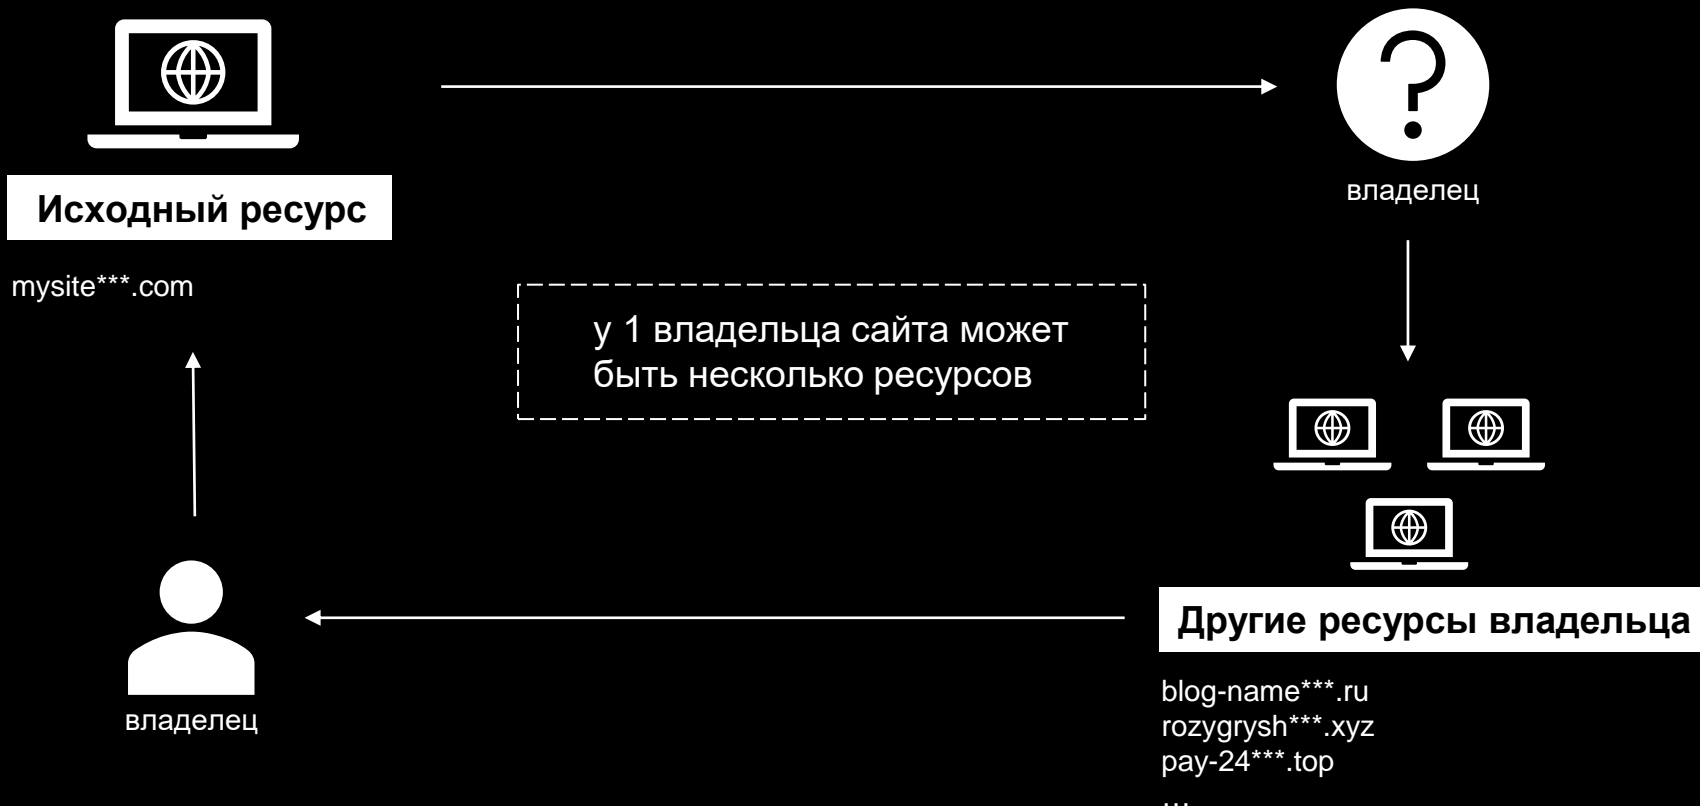 владелец
Исходный ресурс
mysite***.com
у 1 владельца сайта может
быть несколько ресурсов
Другие ресурсы владельца
blog-name***.ru
rozygrysh***.xyz
pay-24***.top
...
владелец